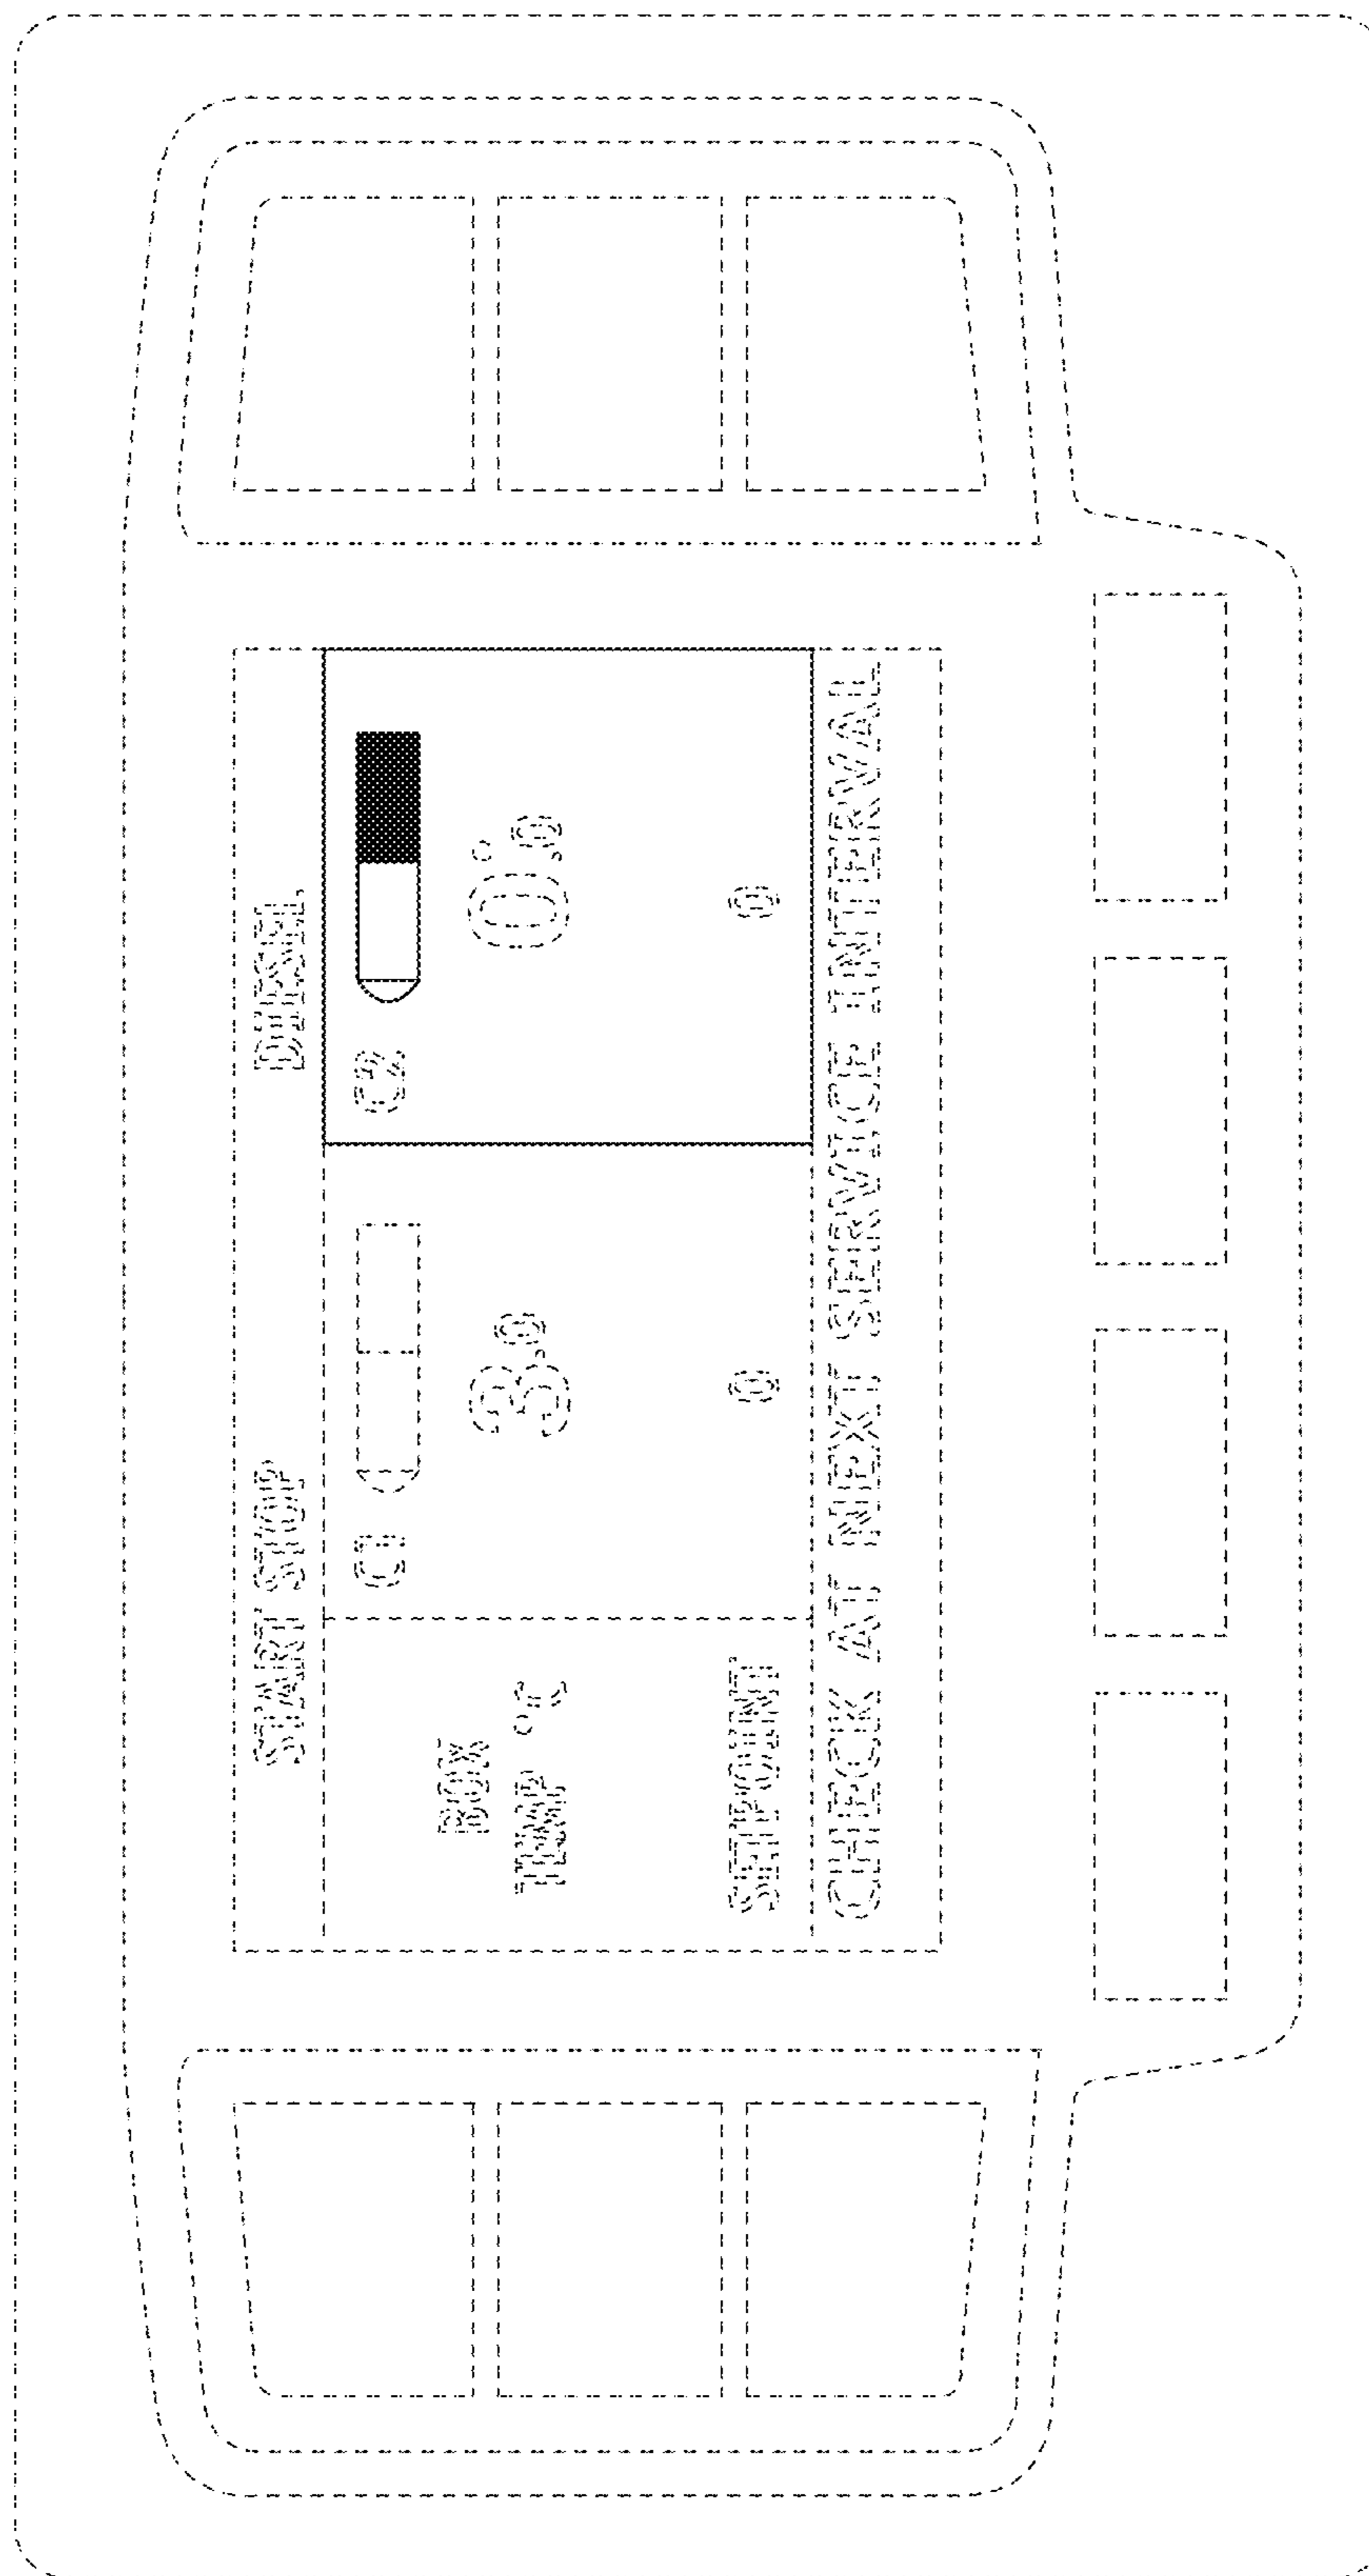 START STOP DIESEL
C1 C2
BOX
TEMP °C 3,0 0°,0
SETPOINT 0 0
CHECK AT NEXT SERVICE INTERVAL